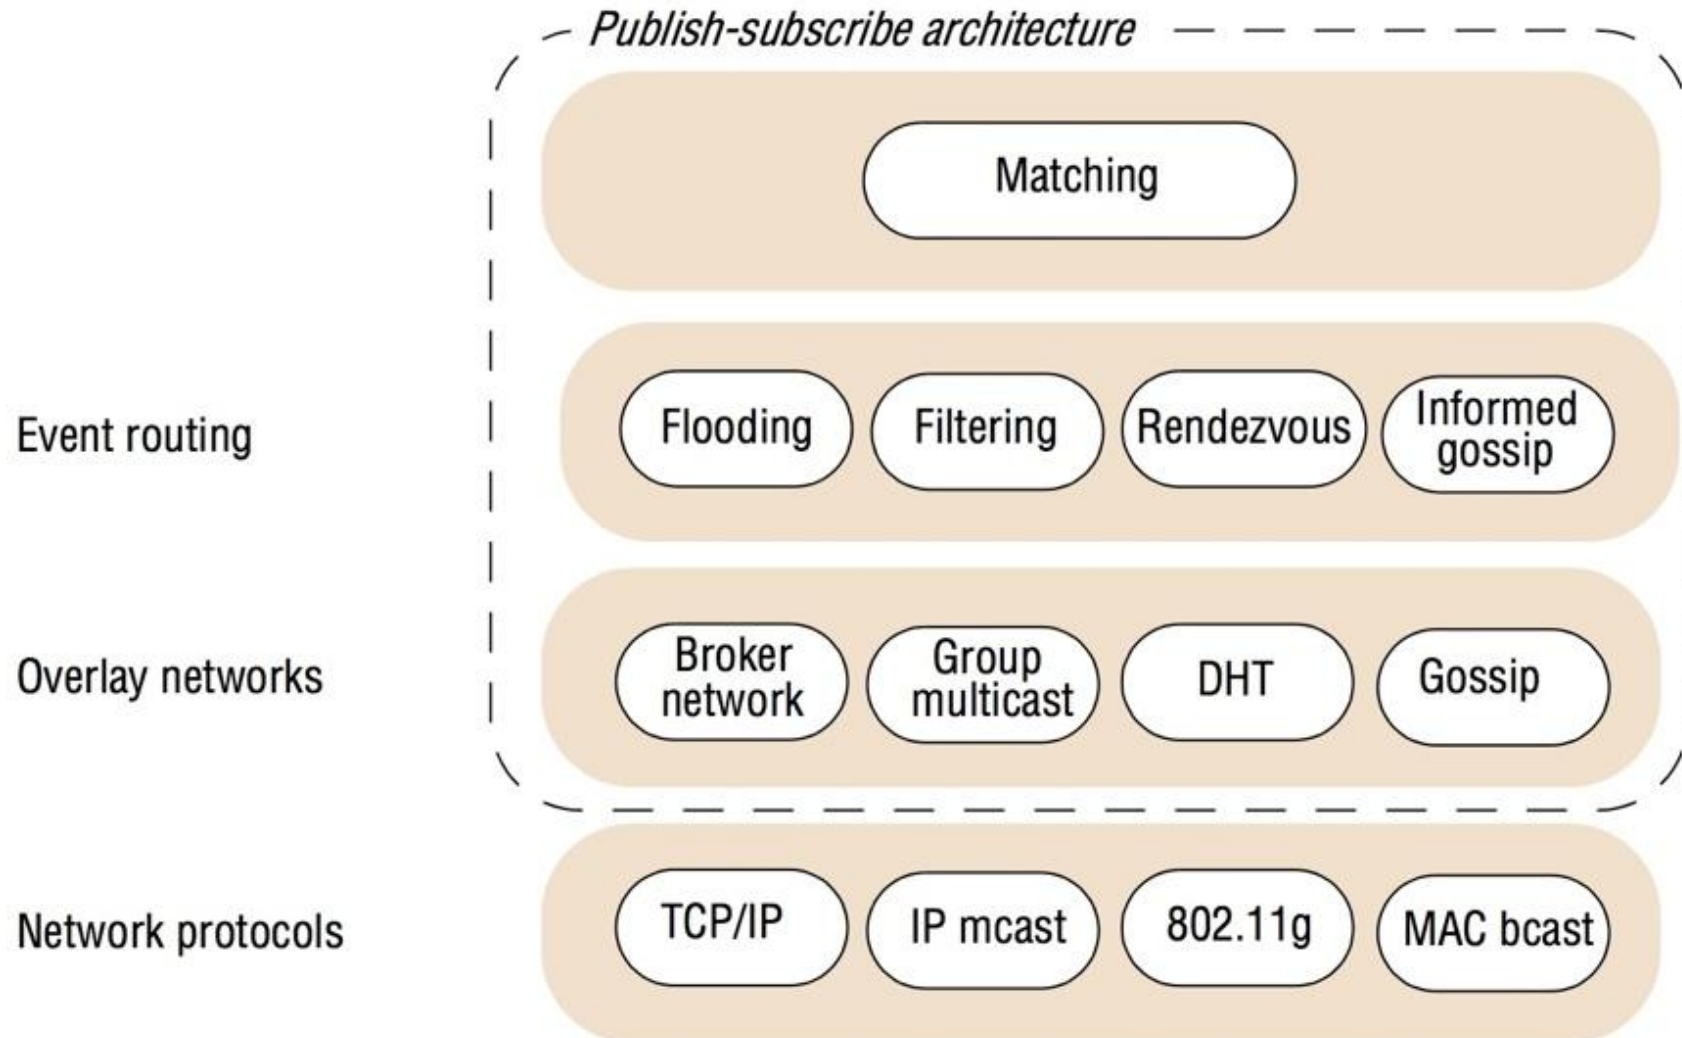 Publish-subscribe architecture
Matching
Event routing
Flooding
Filtering
Rendezvous
Informed
gossip
Overlay networks
Broker
network
Group
multicast
DHT
Gossip
Network protocols
TCP/IP
IP mcast
802.11g
MAC bcast